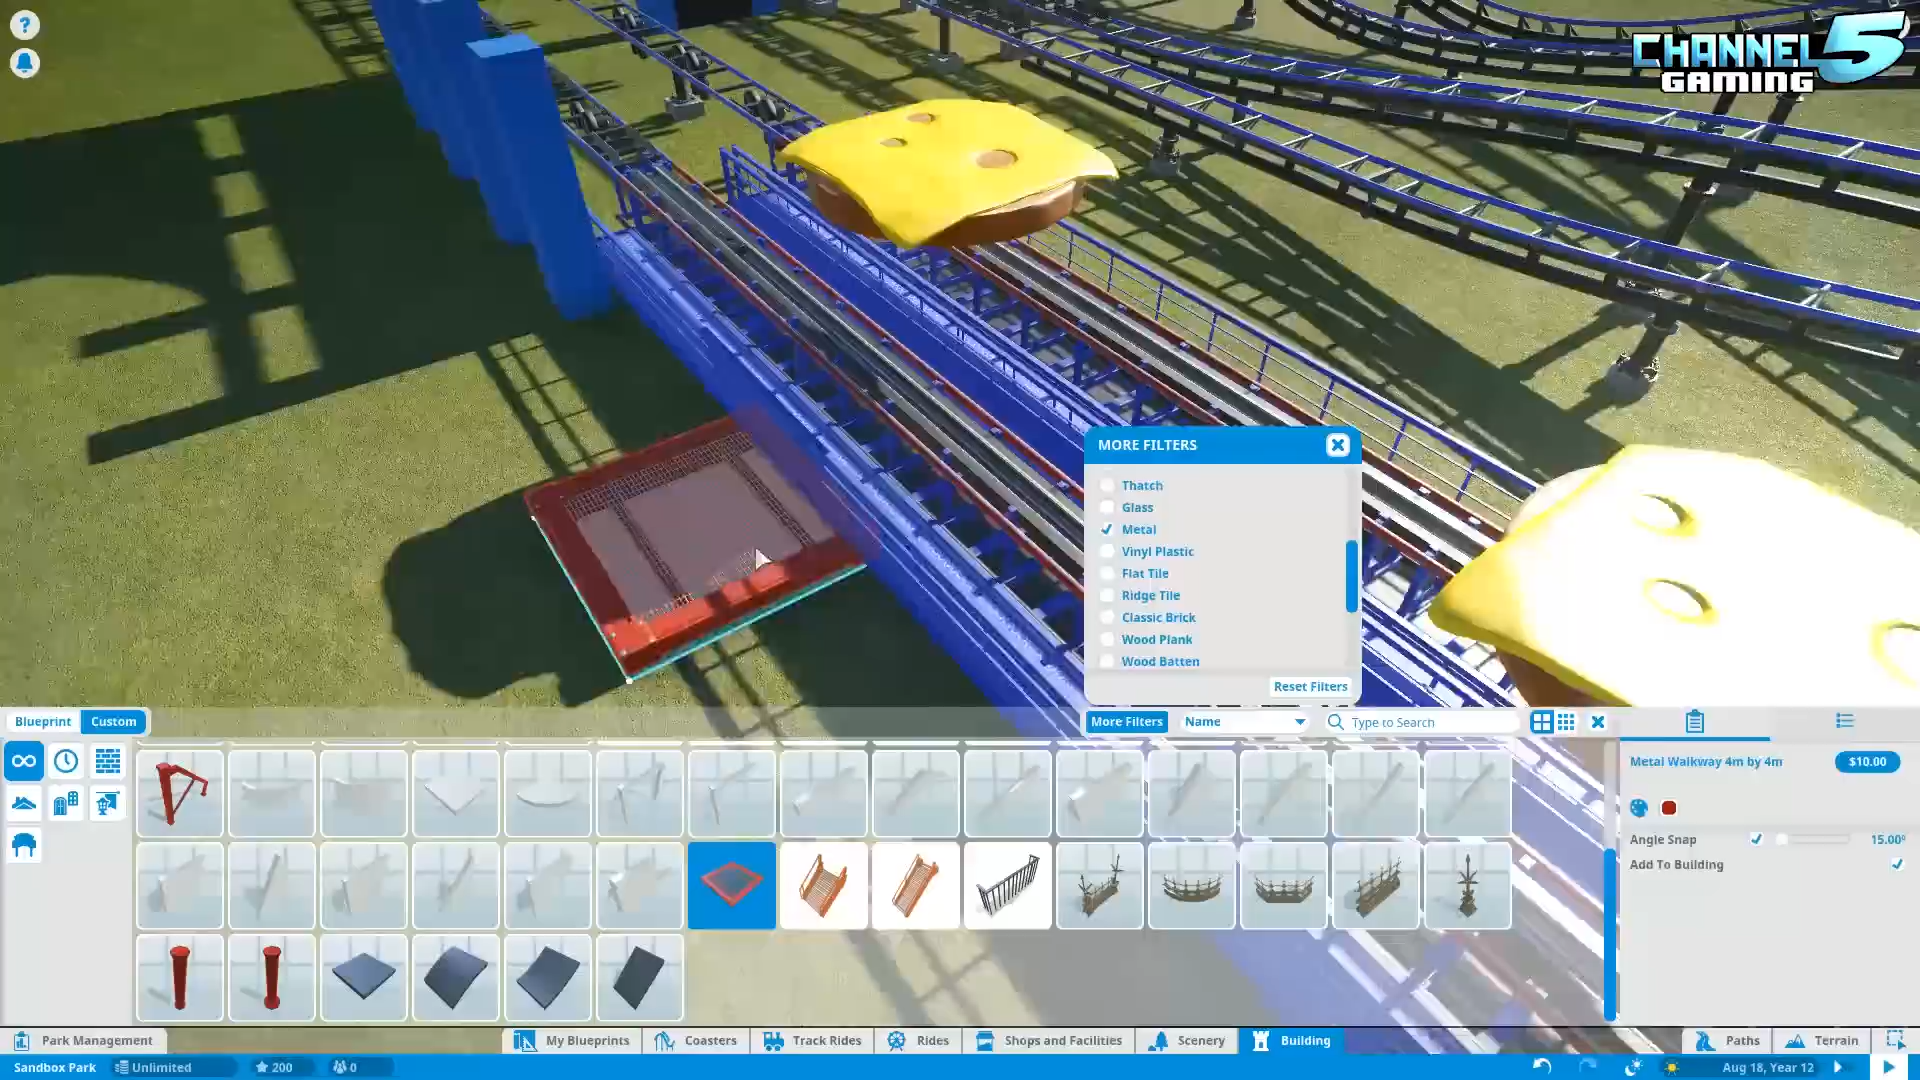 ?
CHANNEL 5
GAMING
MORE FILTERS
Thatch
Glass
Metal
Vinyl Plastic
Flat Tile
Ridge Tile
Classic Brick
Wood Plank
Wood Batten
Reset Filters
Blueprint
Custom
More Filters
Name
Type to Search
Metal Walkway 4m by 4m
$10.00
Angle Snap
15.00°
Add To Building
Park Management
My Blueprints
Coasters
Track Rides
Rides
Shops and Facilities
Scenery
Building
Paths
Terrain
Sandbox Park
Unlimited
200
0
Aug 18, Year 12